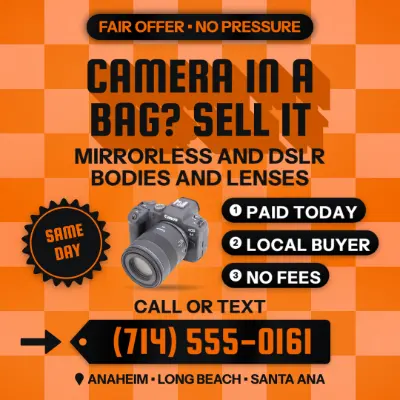 FAIR OFFER • NO PRESSURE
CAMERA IN A
BAG? SELL IT
MIRRORLESS AND DSLR
BODIES AND LENSES
SAME
DAY
Canon
1 PAID TODAY
2 LOCAL BUYER
3 NO FEES
CALL OR TEXT
(714) 555-0161
ANAHEIM • LONG BEACH • SANTA ANA